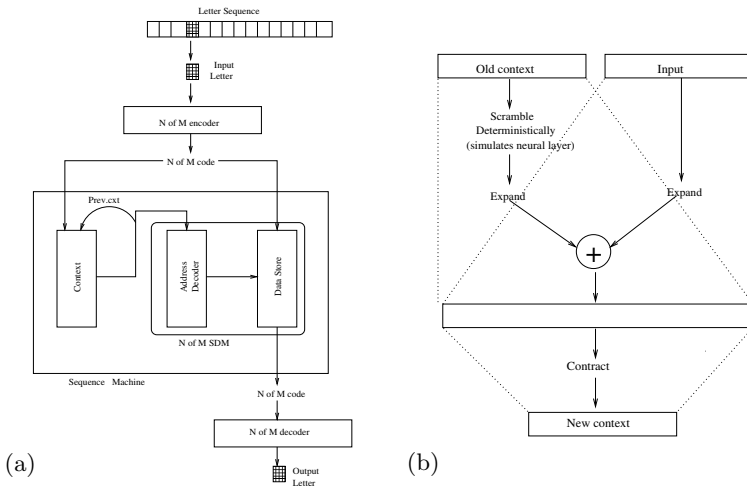 Letter Sequence
Input
Letter
N of M encoder
N of M code
Prev.cxt
Context
Address
Decoder
Data Store
N of M SDM
Sequence Machine
N of M code
N of M decoder
Output
Letter
(a)
Old context
Input
Scramble
Deterministically
(simulates neural layer)
Expand
Expand
+
Contract
New context
(b)